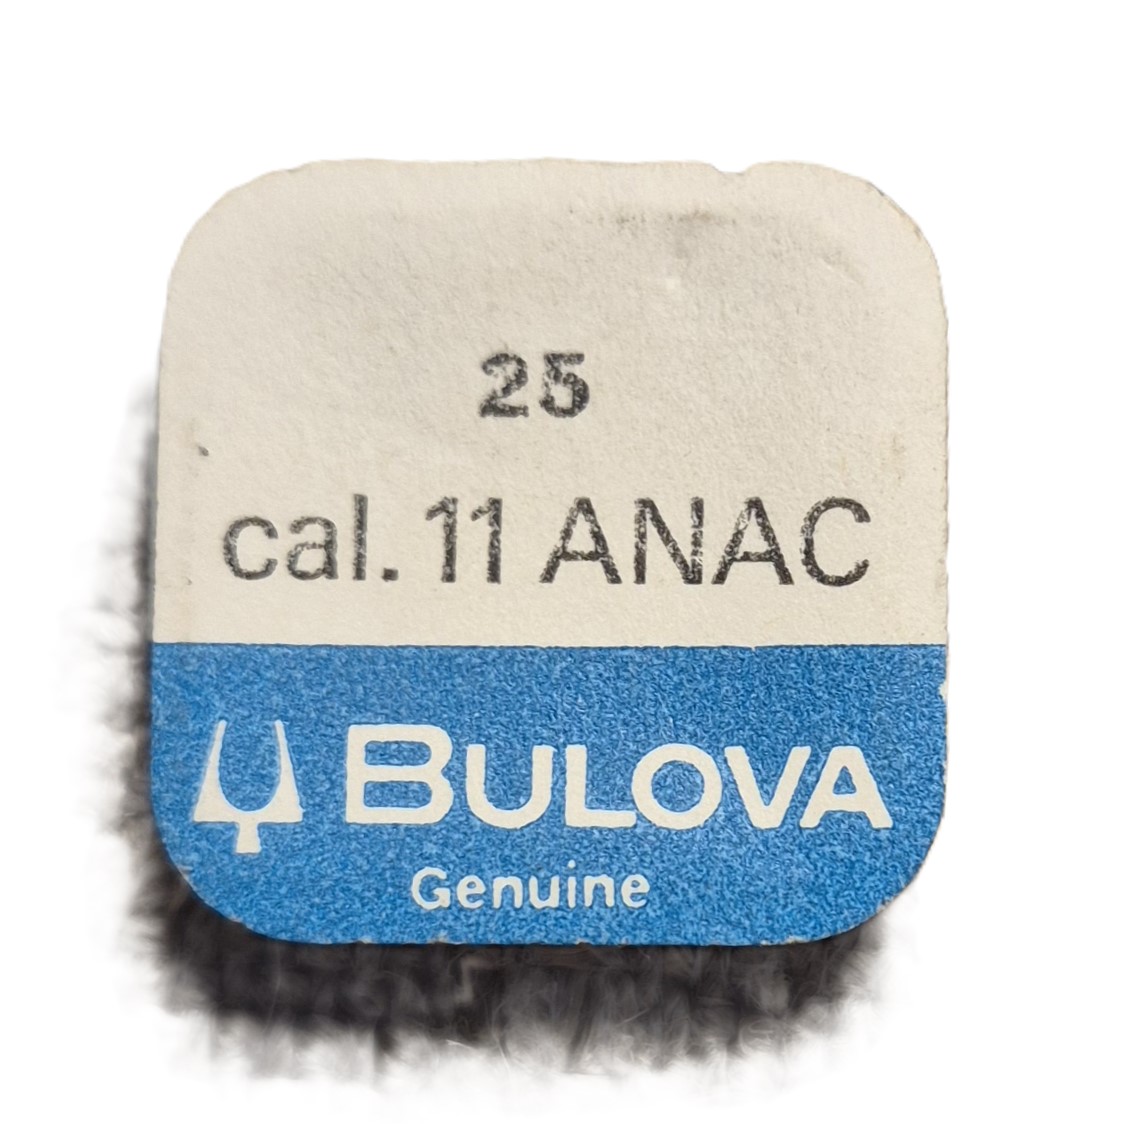 25
cal. 11 ANAC
BULOVA
Genuine